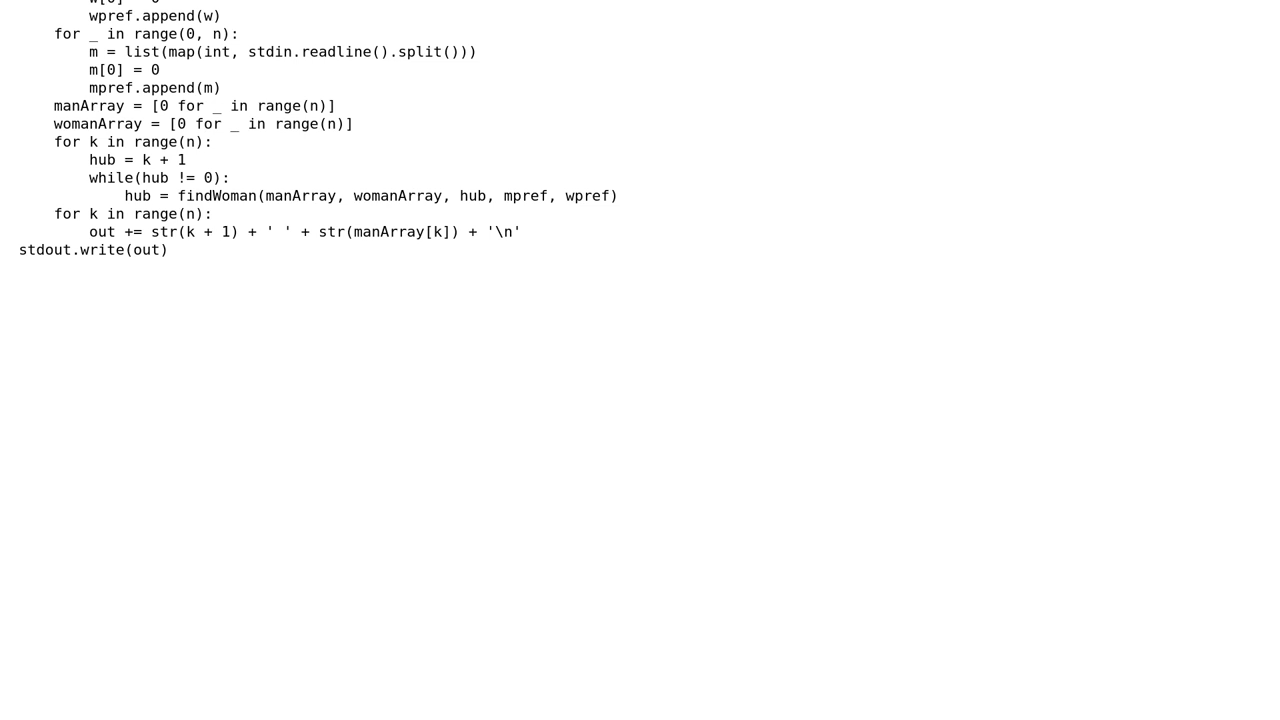 wpref.append(w)
    for _ in range(0, n):
        m = list(map(int, stdin.readline().split()))
        m[0] = 0
        mpref.append(m)
    manArray = [0 for _ in range(n)]
    womanArray = [0 for _ in range(n)]
    for k in range(n):
        hub = k + 1
        while(hub != 0):
            hub = findWoman(manArray, womanArray, hub, mpref, wpref)
    for k in range(n):
        out += str(k + 1) + ' ' + str(manArray[k]) + '\n'
stdout.write(out)